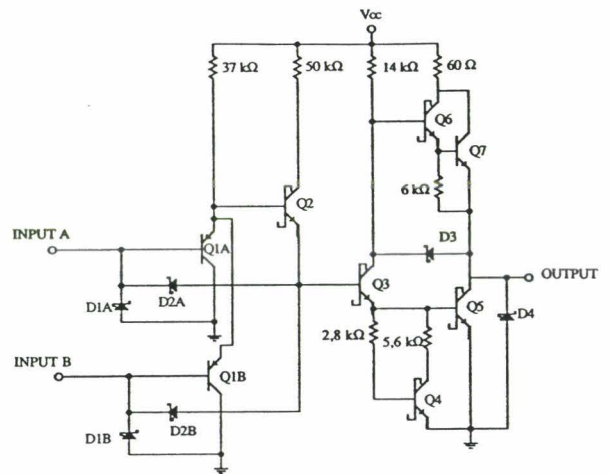 Vcc
37 kΩ
50 kΩ
14 kΩ
60 Ω
Q6
Q7
6 kΩ
Q2
INPUT A
Q1A
D3
D1A
D2A
Q3
OUTPUT
Q5
D4
2,8 kΩ
5,6 kΩ
INPUT B
Q1B
Q4
D1B
D2B